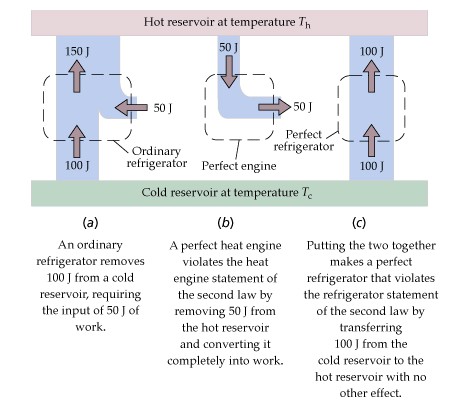 Hot reservoir at temperature Th
150 J
50 J
100 J
50 J
50 J
Ordinary
refrigerator
Perfect engine
Perfect
refrigerator
100 J
100 J
Cold reservoir at temperature Tc
(a)
An ordinary
refrigerator removes
100 J from a cold
reservoir, requiring
the input of 50 J of
work.
(b)
A perfect heat engine
violates the heat
engine statement of
the second law by
removing 50 J from
the hot reservoir
and converting it
completely into work.
(c)
Putting the two together
makes a perfect
refrigerator that violates
the refrigerator statement
of the second law by
transferring
100 J from the
cold reservoir to the
hot reservoir with no
other effect.